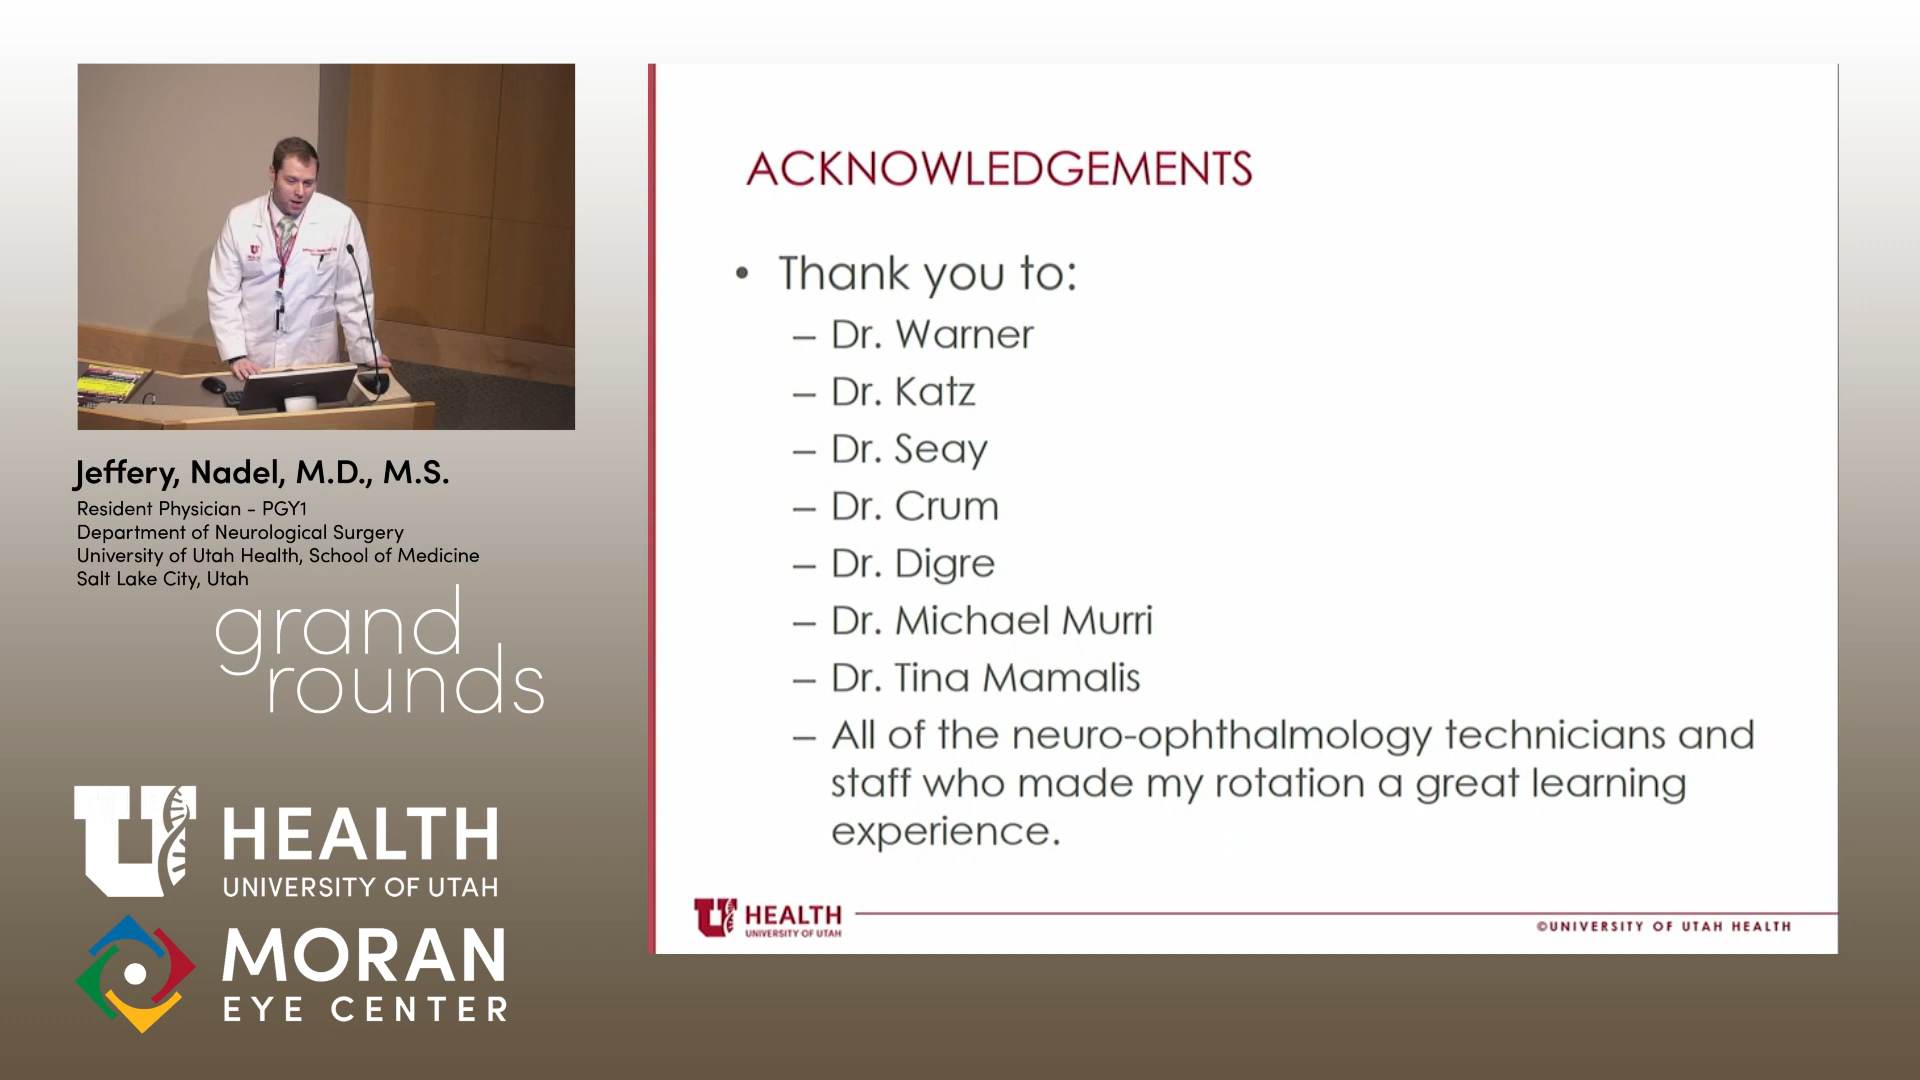 Jeffery, Nadel, M.D., M.S.
Resident Physician - PGY1
Department of Neurological Surgery
University of Utah Health, School of Medicine
Salt Lake City, Utah
grand
rounds
U
HEALTH
UNIVERSITY OF UTAH
MORAN
EYE CENTER
ACKNOWLEDGEMENTS
• Thank you to:
– Dr. Warner
– Dr. Katz
– Dr. Seay
– Dr. Crum
– Dr. Digre
– Dr. Michael Murri
– Dr. Tina Mamalis
– All of the neuro-ophthalmology technicians and
staff who made my rotation a great learning
experience.
U HEALTH
UNIVERSITY OF UTAH
©UNIVERSITY OF UTAH HEALTH